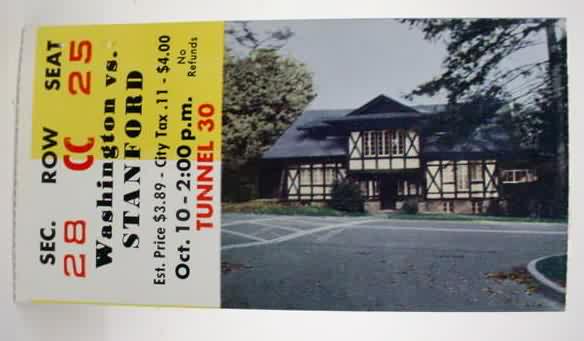 SEC. ROW SEAT
28 CC 25
Washington vs.
STANFORD
Est. Price $3.89 - City Tax .11 - $4.00
No
Refunds
Oct. 10 - 2:00 p.m.
TUNNEL 30